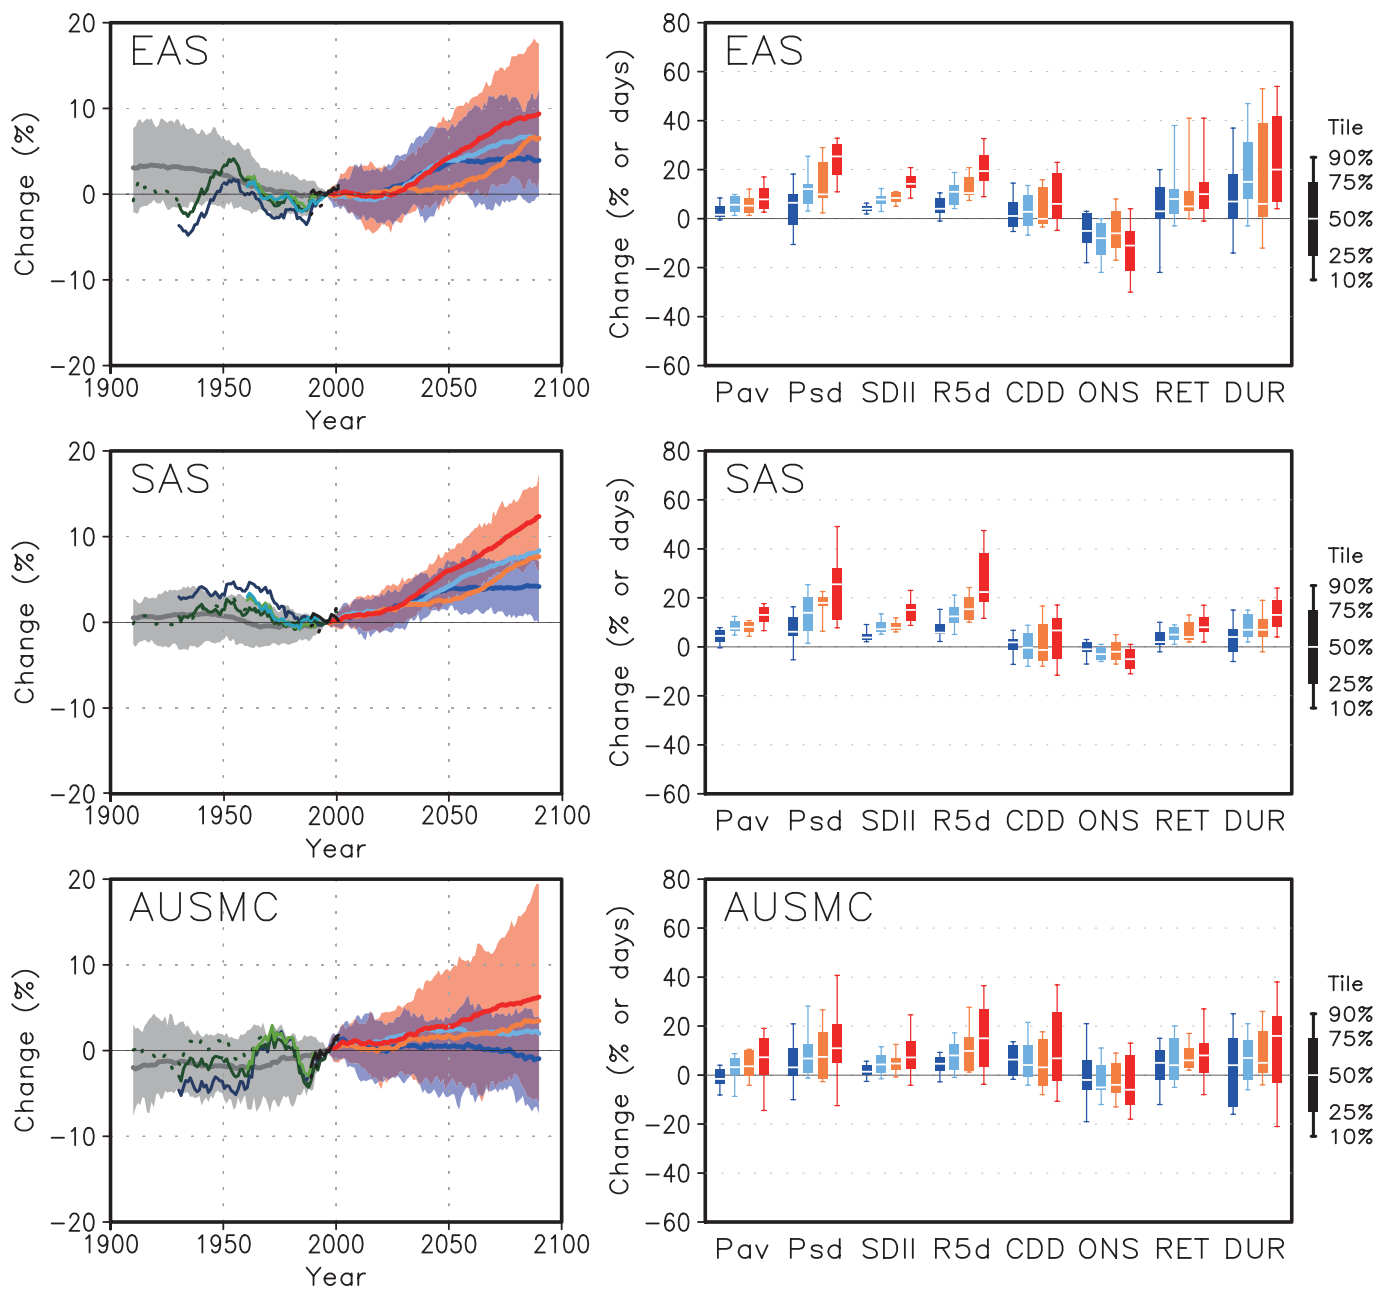 EAS
20
10
0
−10
−20
Change (%)
1900 1950 2000 2050 2100
Year
EAS
80
60
40
20
0
−20
−40
−60
Change (% or days)
Pav Psd SDII R5d CDD ONS RET DUR
Tile
90%
75%
50%
25%
10%
SAS
20
10
0
−10
−20
Change (%)
1900 1950 2000 2050 2100
Year
SAS
80
60
40
20
0
−20
−40
−60
Change (% or days)
Pav Psd SDII R5d CDD ONS RET DUR
Tile
90%
75%
50%
25%
10%
AUSMC
20
10
0
−10
−20
Change (%)
1900 1950 2000 2050 2100
Year
AUSMC
80
60
40
20
0
−20
−40
−60
Change (% or days)
Pav Psd SDII R5d CDD ONS RET DUR
Tile
90%
75%
50%
25%
10%